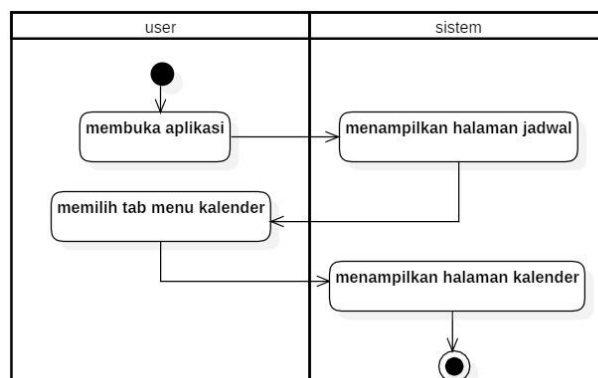 user
sistem
membuka aplikasi
menampilkan halaman jadwal
memilih tab menu kalender
menampilkan halaman kalender